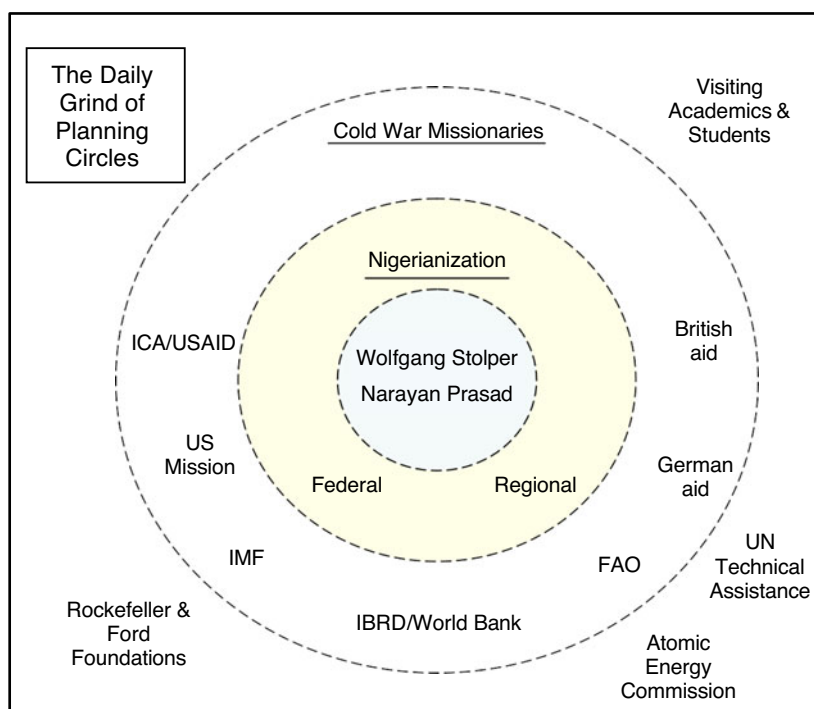 The Daily
Grind of
Planning
Circles
Visiting
Academics &
Students
Cold War Missionaries
Nigerianization
ICA/USAID
British
aid
Wolfgang Stolper
Narayan Prasad
US
Mission
German
aid
Federal
Regional
IMF
FAO
UN
Technical
Assistance
Rockefeller &
Ford
Foundations
IBRD/World Bank
Atomic
Energy
Commission